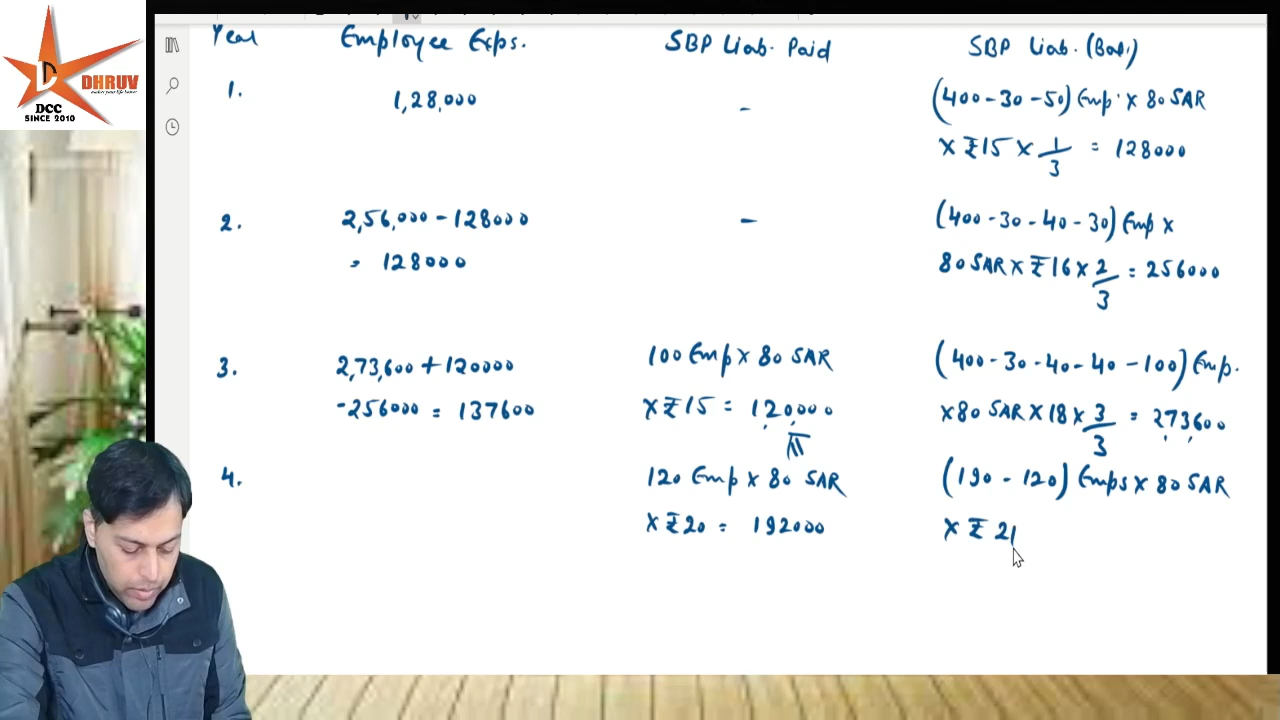 DHRUV
makes your life better
DCC
SINCE 2010
Year Employee Exps. SBP Liab. Paid SBP Liab. (Bal.)
1. 1,28,000 - (400-30-50) Emp. x 80 SAR
x ₹15 x 1/3 = 128000
2. 2,56,000 - 128000 - (400-30-40-30) Emp x
= 128000 80 SAR x ₹16 x 2/3 = 256000
3. 2,73,600 + 120000 100 Emp x 80 SAR (400-30-40-40-100) Emp.
-256000 = 137600 x ₹15 = 120000 x 80 SAR x 18 x 3/3 = 273600
4. 120 Emp x 80 SAR (190 - 120) Emps x 80 SAR
x ₹20 = 192000 x ₹ 21